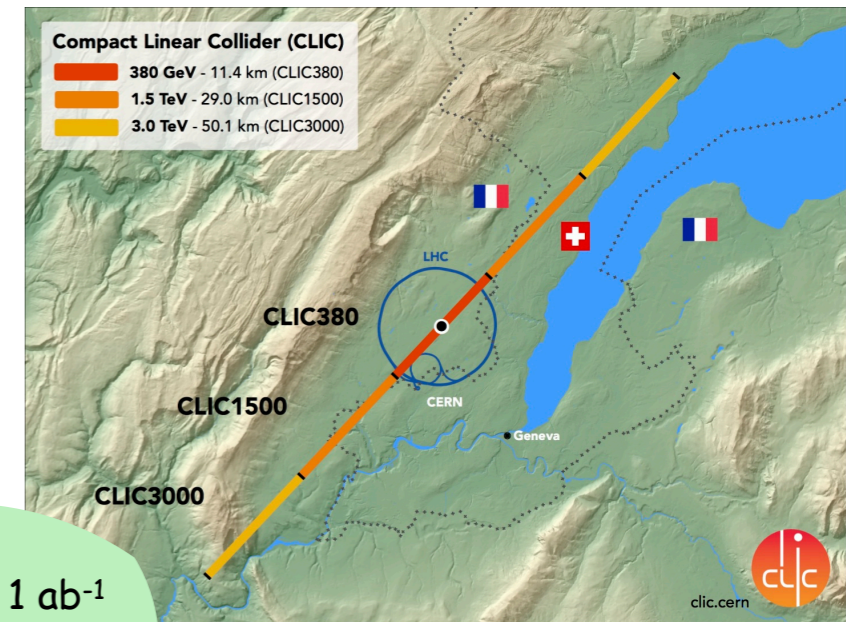 Compact Linear Collider (CLIC)
380 GeV - 11.4 km (CLIC380)
1.5 TeV - 29.0 km (CLIC1500)
3.0 TeV - 50.1 km (CLIC3000)
LHC
CLIC380
CERN
CLIC1500
Geneva
CLIC3000
1 ab⁻¹
clic.cern
clic